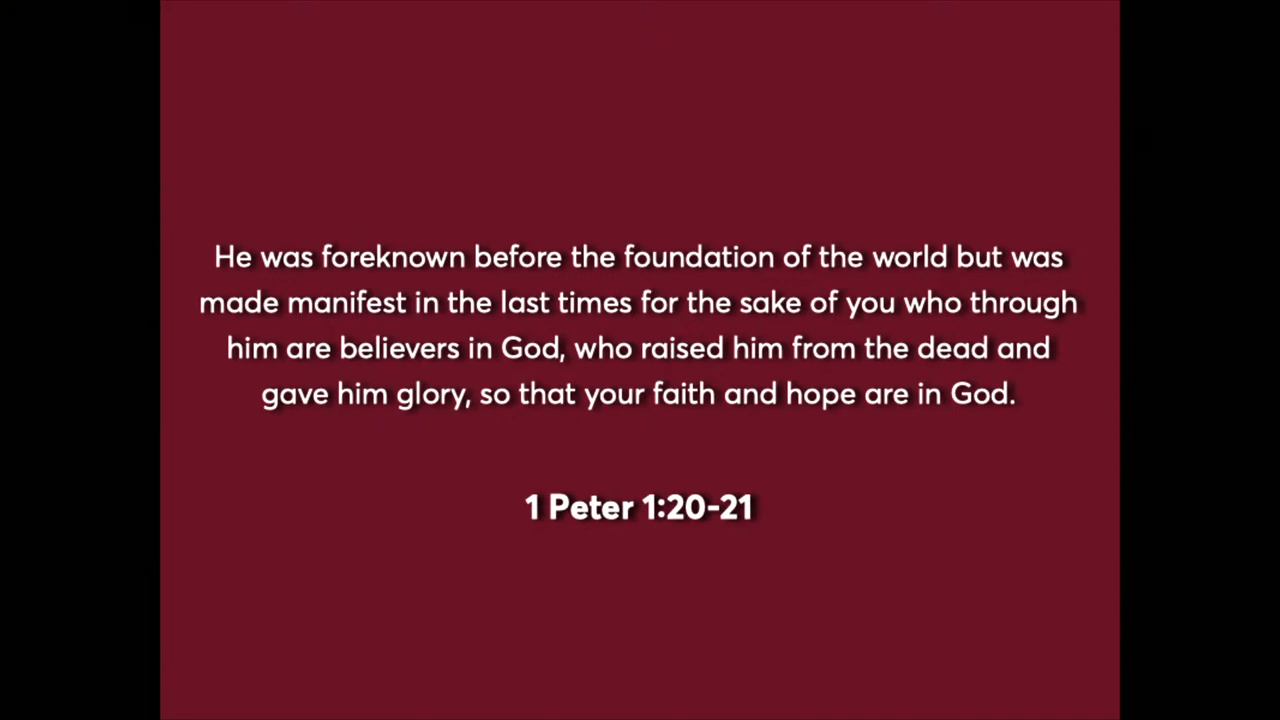 He was foreknown before the foundation of the world but was
made manifest in the last times for the sake of you who through
him are believers in God, who raised him from the dead and
gave him glory, so that your faith and hope are in God.
1 Peter 1:20-21